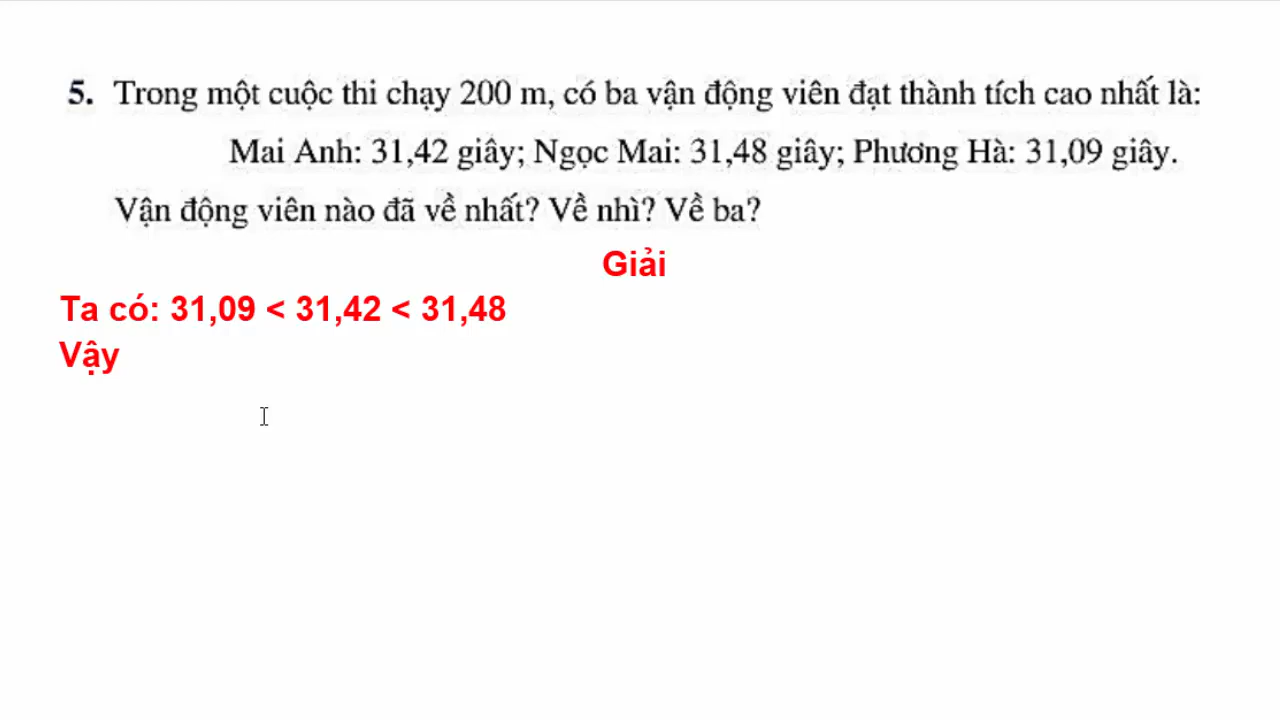 5. Trong một cuộc thi chạy 200 m, có ba vận động viên đạt thành tích cao nhất là:
Mai Anh: 31,42 giây; Ngọc Mai: 31,48 giây; Phương Hà: 31,09 giây.
Vận động viên nào đã về nhất? Về nhì? Về ba?
Giải
Ta có: 31,09 < 31,42 < 31,48
Vậy